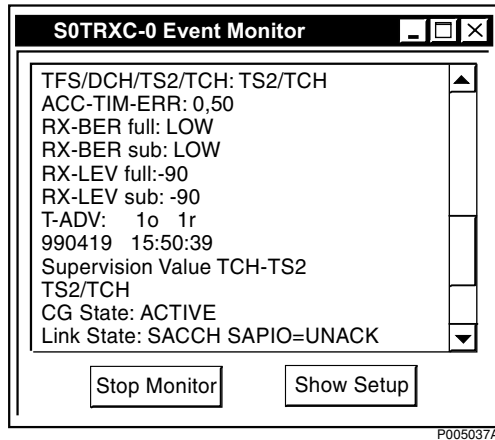 S0TRXC-0 Event Monitor
TFS/DCH/TS2/TCH: TS2/TCH
ACC-TIM-ERR: 0,50
RX-BER full: LOW
RX-BER sub: LOW
RX-LEV full:-90
RX-LEV sub: -90
T-ADV: 1o 1r
990419 15:50:39
Supervision Value TCH-TS2
TS2/TCH
CG State: ACTIVE
Link State: SACCH SAPIO=UNACK
Stop Monitor Show Setup
P005037A